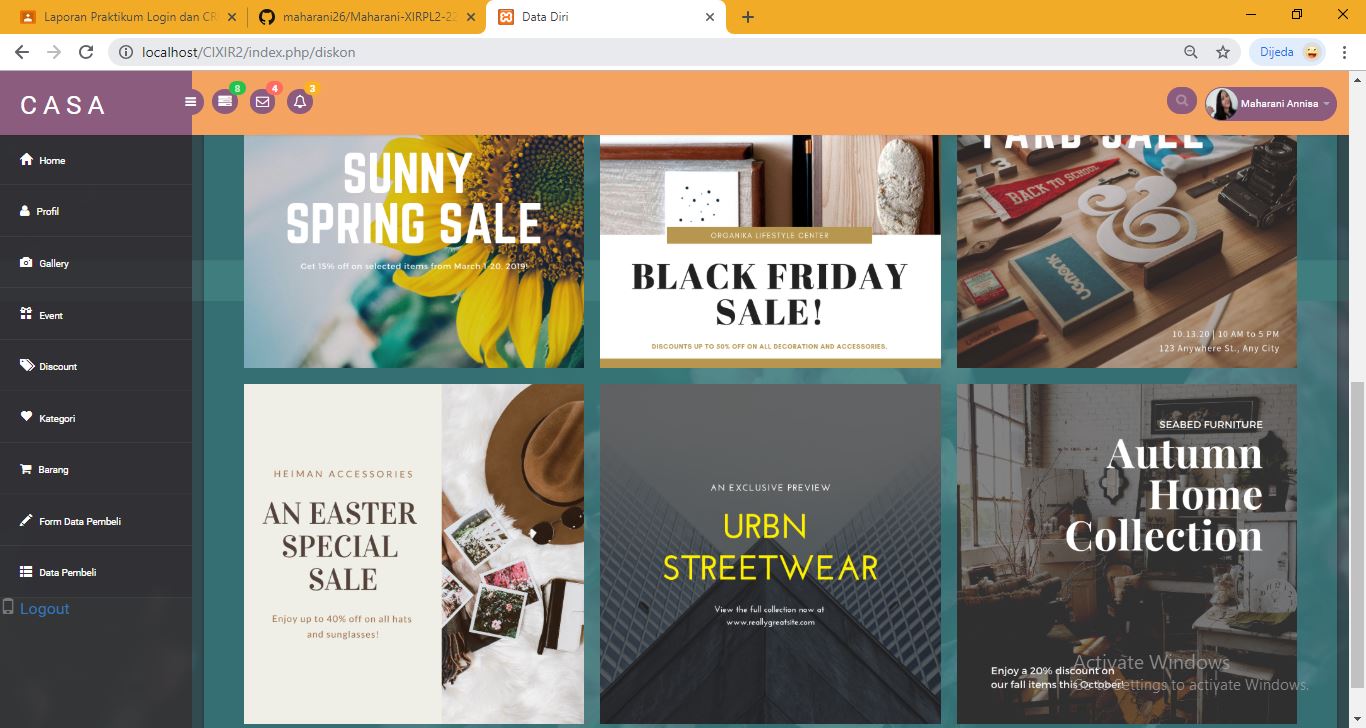 Laporan Praktikum Login dan CR
maharani26/Maharani-XIRPL2-22
Data Diri
localhost/CIXIR2/index.php/diskon
Dijeda
CASA
8
4
3
Maharani Annisa
Home
Profil
Gallery
Event
Discount
Kategori
Barang
Form Data Pembeli
Data Pembeli
Logout
SUNNY
SPRING SALE
Get 15% off on selected items from March 1-20, 2019!
ORGANIKA LIFESTYLE CENTER
BLACK FRIDAY
SALE!
DISCOUNTS UP TO 50% OFF ON ALL DECORATION AND ACCESSORIES.
YARD SALE
BACK TO SCHOOL
&
10.13.20 | 10 AM to 5 PM
123 Anywhere St., Any City
HEIMAN ACCESSORIES
AN EASTER
SPECIAL
SALE
Enjoy up to 40% off on all hats
and sunglasses!
AN EXCLUSIVE PREVIEW
URBN
STREETWEAR
View the full collection now at
www.reallygreatsite.com
SEABED FURNITURE
Autumn
Home
Collection
Enjoy a 20% discount on
our fall items this October!
Activate Windows
Go to Settings to activate Windows.